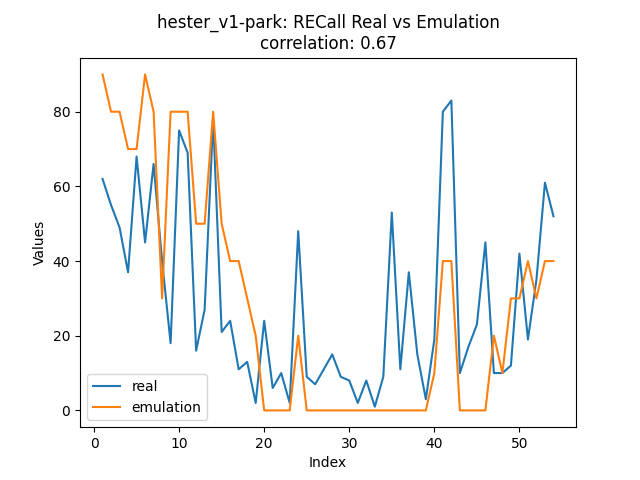 hester_v1-park: RECall Real vs Emulation
correlation: 0.67
Values
80
60
40
20
0
real
emulation
0
10
20
30
40
50
Index